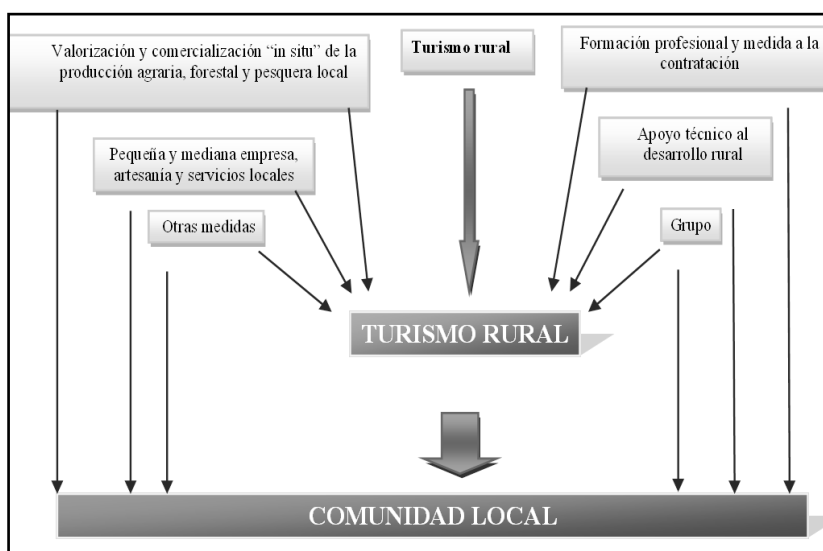 Valorización y comercialización “in situ” de la
producción agraria, forestal y pesquera local
Turismo rural
Formación profesional y medida a la
contratación
Pequeña y mediana empresa,
artesanía y servicios locales
Apoyo técnico al
desarrollo rural
Otras medidas
Grupo
TURISMO RURAL
COMUNIDAD LOCAL